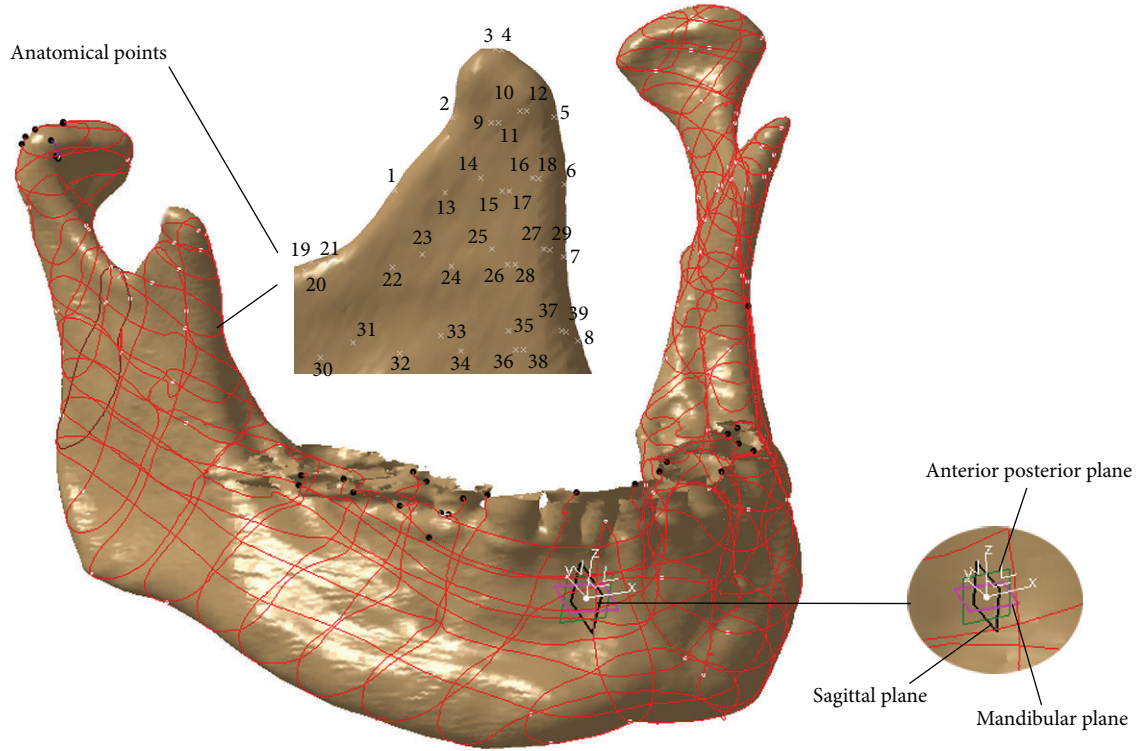 3 4
Anatomical points
10 12
2 5
9 11
14 16 18 6
1
13 15 17
23 25 27 29
19 21 7
22 24 26 28
20
37 39
31 33 35 8
30 32 34 36 38
Anterior posterior plane
Z
Z
Y X
Y
Sagittal plane
Mandibular plane